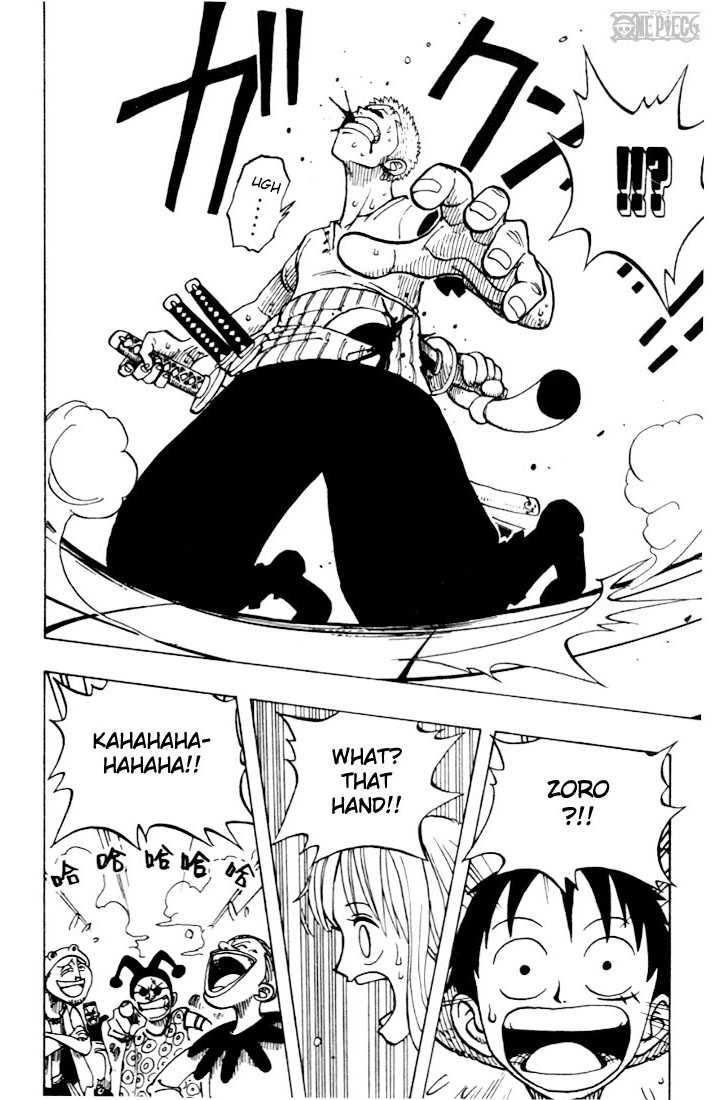 ONE PIECE
!!?
ガクン
UGH
......
ZORO
?!!
WHAT?
THAT
HAND!!
KAHAHAHA-
HAHAHA!!
哈哈哈哈哈